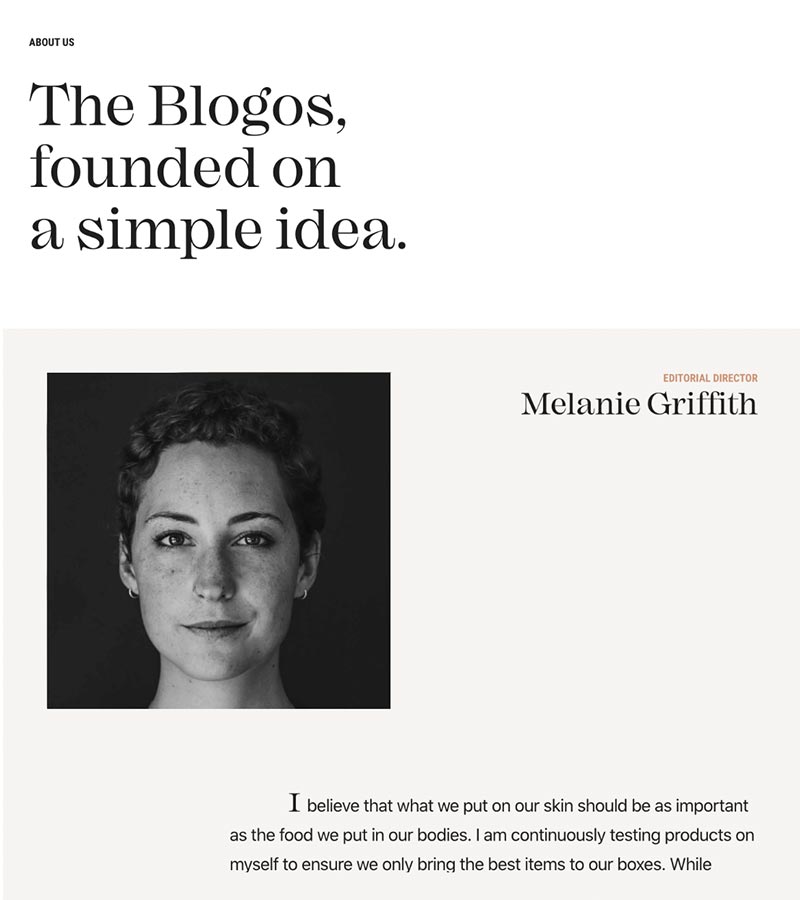 ABOUT US
The Blogos,
founded on
a simple idea.
EDITORIAL DIRECTOR
Melanie Griffith
I believe that what we put on our skin should be as important
as the food we put in our bodies. I am continuously testing products on
myself to ensure we only bring the best items to our boxes. While